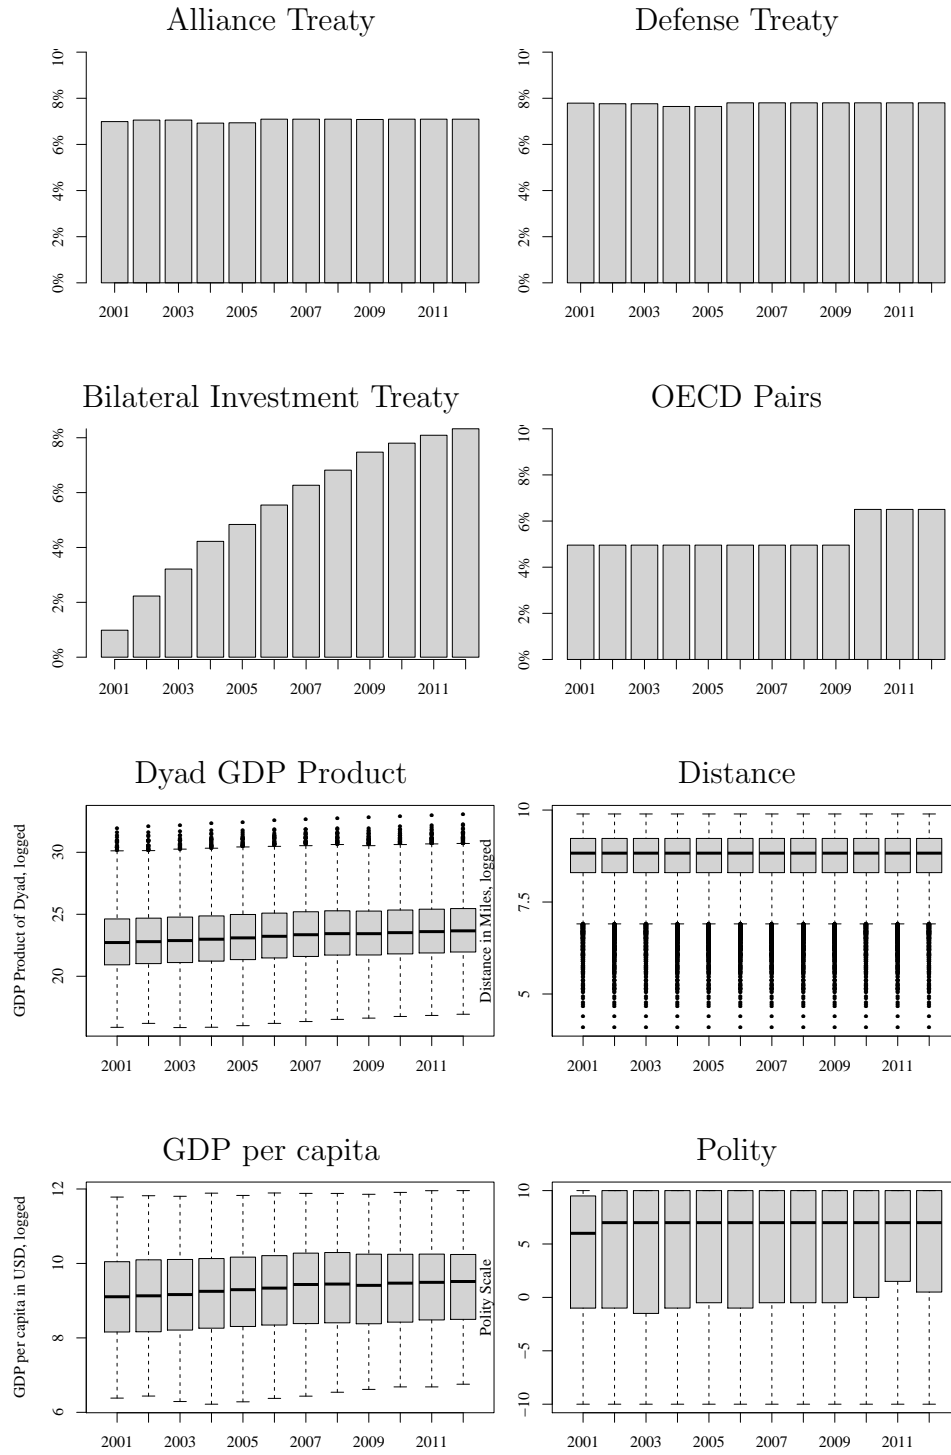 Alliance Treaty
0% 2% 4% 6% 8% 10
2001 2003 2005 2007 2009 2011
Defense Treaty
0% 2% 4% 6% 8% 10
2001 2003 2005 2007 2009 2011
Bilateral Investment Treaty
0% 2% 4% 6% 8%
2001 2003 2005 2007 2009 2011
OECD Pairs
0% 2% 4% 6% 8% 10
2001 2003 2005 2007 2009 2011
Dyad GDP Product
GDP Product of Dyad, logged
20 25 30
2001 2003 2005 2007 2009 2011
Distance
Distance in Miles, logged
5 7.5 10
2001 2003 2005 2007 2009 2011
GDP per capita
GDP per capita in USD, logged
6 8 10 12
2001 2003 2005 2007 2009 2011
Polity
Polity Scale
−10 −5 0 5 10
2001 2003 2005 2007 2009 2011